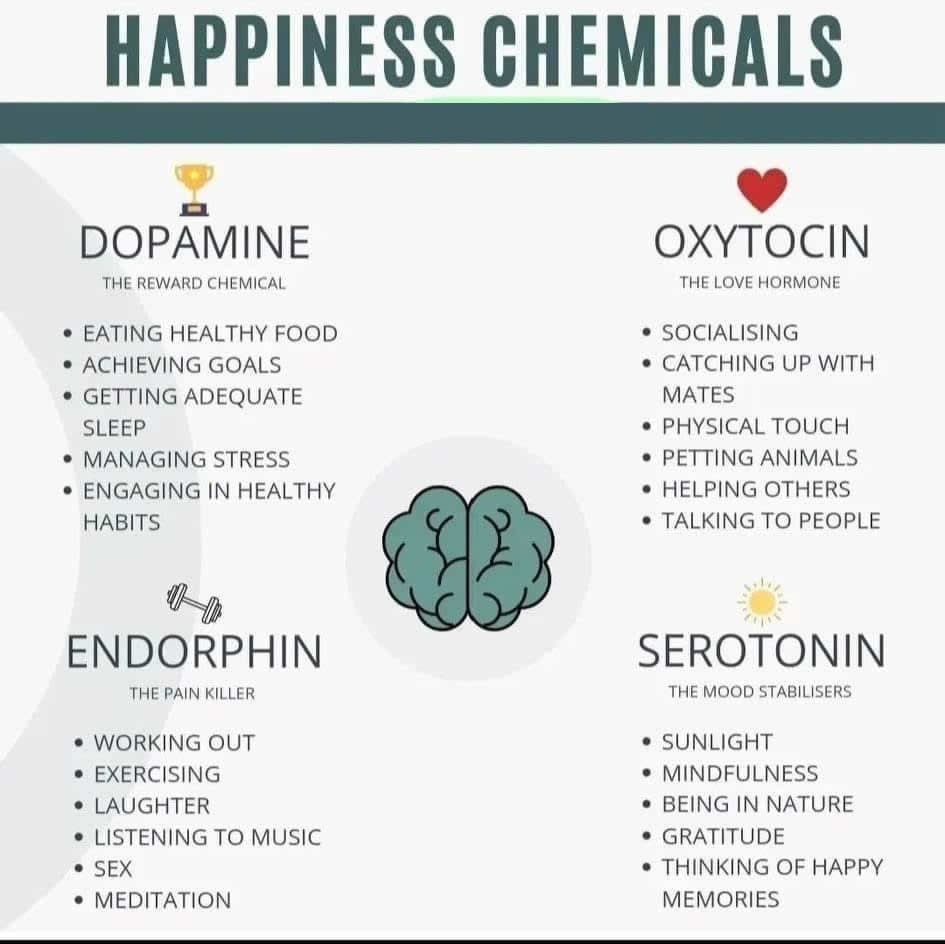 HAPPINESS CHEMICALS
DOPAMINE
THE REWARD CHEMICAL
• EATING HEALTHY FOOD
• ACHIEVING GOALS
• GETTING ADEQUATE
SLEEP
• MANAGING STRESS
• ENGAGING IN HEALTHY
HABITS
OXYTOCIN
THE LOVE HORMONE
• SOCIALISING
• CATCHING UP WITH
MATES
• PHYSICAL TOUCH
• PETTING ANIMALS
• HELPING OTHERS
• TALKING TO PEOPLE
ENDORPHIN
THE PAIN KILLER
• WORKING OUT
• EXERCISING
• LAUGHTER
• LISTENING TO MUSIC
• SEX
• MEDITATION
SEROTONIN
THE MOOD STABILISERS
• SUNLIGHT
• MINDFULNESS
• BEING IN NATURE
• GRATITUDE
• THINKING OF HAPPY
MEMORIES